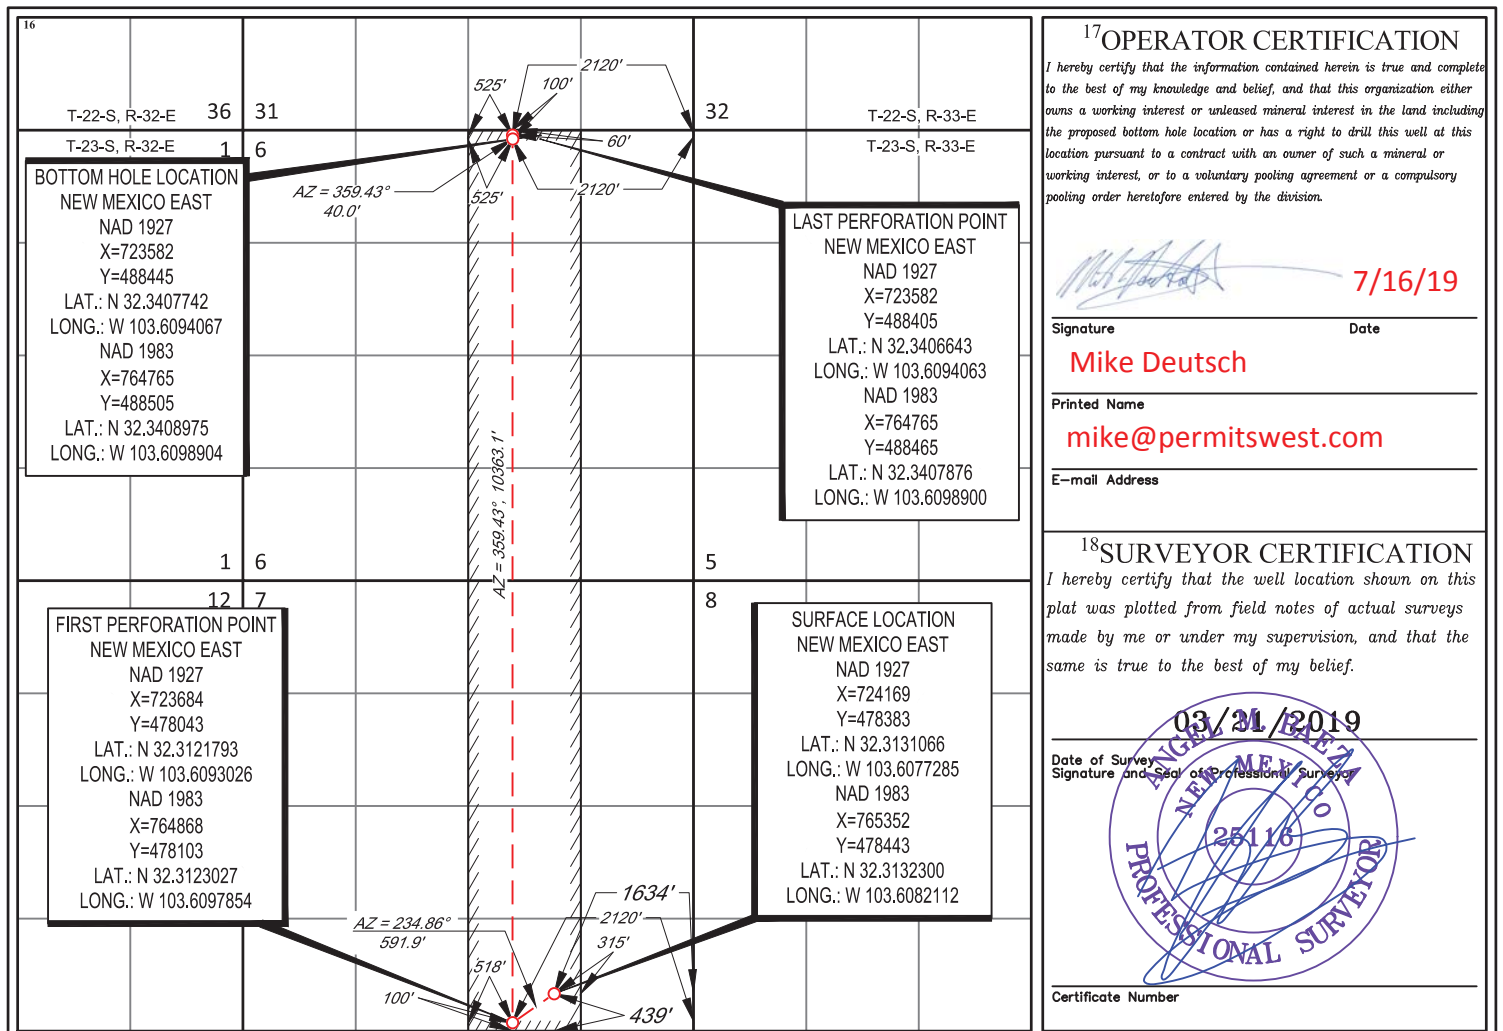 16
2120'
525'
100'
T-22-S, R-32-E
36
31
32
T-22-S, R-33-E
60'
T-23-S, R-32-E
1
6
T-23-S, R-33-E
AZ = 359.43°
40.0'
525'
2120'
BOTTOM HOLE LOCATION
NEW MEXICO EAST
NAD 1927
X=723582
Y=488445
LAT.: N 32.3407742
LONG.: W 103.6094067
NAD 1983
X=764765
Y=488505
LAT.: N 32.3408975
LONG.: W 103.6098904
LAST PERFORATION POINT
NEW MEXICO EAST
NAD 1927
X=723582
Y=488405
LAT.: N 32.3406643
LONG.: W 103.6094063
NAD 1983
X=764765
Y=488465
LAT.: N 32.3407876
LONG.: W 103.6098900
AZ = 359.43°, 10363.1'
1
6
5
12
7
8
FIRST PERFORATION POINT
NEW MEXICO EAST
NAD 1927
X=723684
Y=478043
LAT.: N 32.3121793
LONG.: W 103.6093026
NAD 1983
X=764868
Y=478103
LAT.: N 32.3123027
LONG.: W 103.6097854
SURFACE LOCATION
NEW MEXICO EAST
NAD 1927
X=724169
Y=478383
LAT.: N 32.3131066
LONG.: W 103.6077285
NAD 1983
X=765352
Y=478443
LAT.: N 32.3132300
LONG.: W 103.6082112
1634'
AZ = 234.86°
591.9'
2120'
315'
518'
100'
439'
17 OPERATOR CERTIFICATION
I hereby certify that the information contained herein is true and complete
to the best of my knowledge and belief, and that this organization either
owns a working interest or unleased mineral interest in the land including
the proposed bottom hole location or has a right to drill this well at this
location pursuant to a contract with an owner of such a mineral or
working interest, or to a voluntary pooling agreement or a compulsory
pooling order heretofore entered by the division.
7/16/19
Signature Date
Mike Deutsch
Printed Name
mike@permitswest.com
E-mail Address
18 SURVEYOR CERTIFICATION
I hereby certify that the well location shown on this
plat was plotted from field notes of actual surveys
made by me or under my supervision, and that the
same is true to the best of my belief.
03/21/2019
Date of Survey
Signature and Seal of Professional Surveyor
ANGEL M. BAEZA
NEW MEXICO
25116
PROFESSIONAL SURVEYOR
Certificate Number